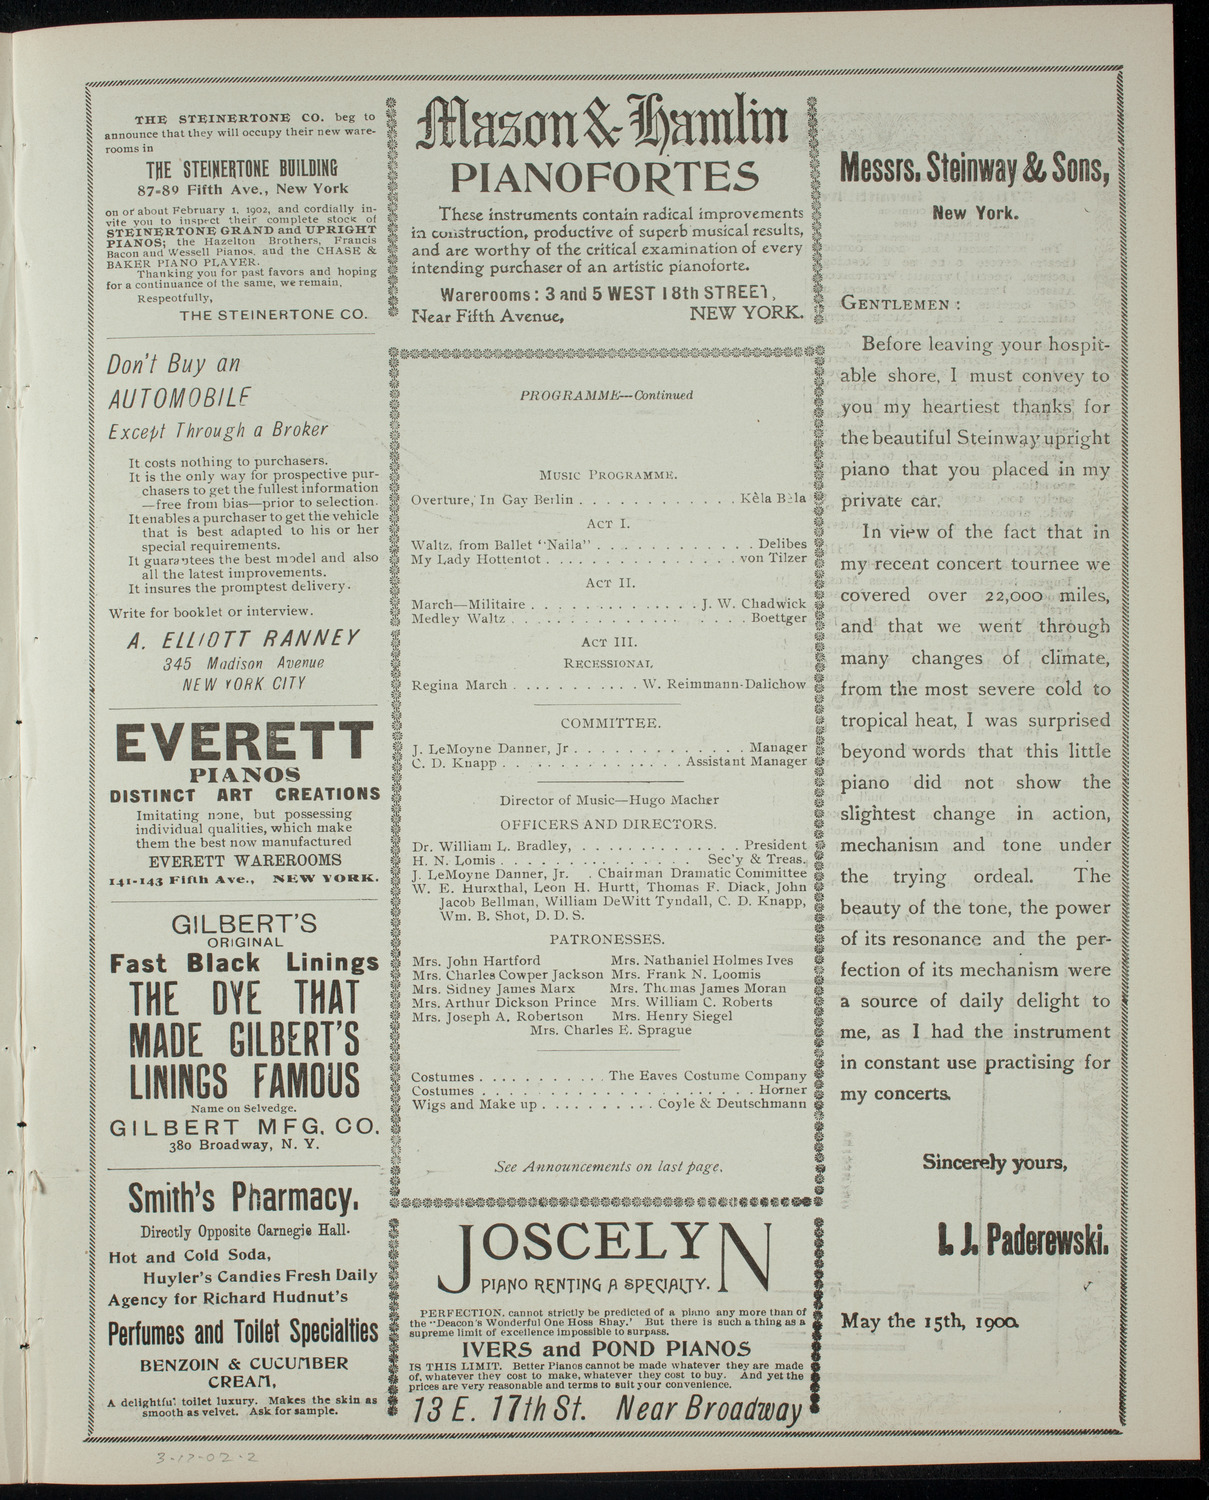 THE STEINERTONE CO. beg to
announce that they will occupy their new ware-
rooms in
THE STEINERTONE BUILDING
87-89 Fifth Ave., New York
on or about February 1, 1902, and cordially in-
vite you to inspect their complete stock of
STEINERTONE GRAND and UPRIGHT
PIANOS; the Hazelton Brothers, Francis
Bacon and Wessell Pianos, and the CHASE &
BAKER PIANO PLAYER.
Thanking you for past favors and hoping
for a continuance of the same, we remain,
Respectfully,
THE STEINERTONE CO.
Don't Buy an
AUTOMOBILE
Except Through a Broker
It costs nothing to purchasers.
It is the only way for prospective pur-
chasers to get the fullest information
—free from bias—prior to selection.
It enables a purchaser to get the vehicle
that is best adapted to his or her
special requirements.
It guarantees the best model and also
all the latest improvements.
It insures the promptest delivery.
Write for booklet or interview.
A. ELLIOTT RANNEY
345 Madison Avenue
NEW YORK CITY
EVERETT
PIANOS
DISTINCT ART CREATIONS
Imitating none, but possessing
individual qualities, which make
them the best now manufactured
EVERETT WAREROOMS
141-143 Fifth Ave., NEW YORK.
GILBERT'S
ORIGINAL
Fast Black Linings
THE DYE THAT
MADE GILBERT'S
LININGS FAMOUS
Name on Selvedge.
GILBERT MFG. CO.
380 Broadway, N. Y.
Smith's Pharmacy.
Directly Opposite Carnegie Hall.
Hot and Cold Soda,
Huyler's Candies Fresh Daily
Agency for Richard Hudnut's
Perfumes and Toilet Specialties
BENZOIN & CUCUMBER
CREAM,
A delightful toilet luxury. Makes the skin as
smooth as velvet. Ask for sample.
Mason & Hamlin
PIANOFORTES
These instruments contain radical improvements
in construction, productive of superb musical results,
and are worthy of the critical examination of every
intending purchaser of an artistic pianoforte.
Warerooms: 3 and 5 WEST 18th STREET,
Near Fifth Avenue, NEW YORK.
PROGRAMME—Continued
MUSIC PROGRAMME.
Overture, In Gay Berlin . . . . . . . . . . . . Kèla Bèla
ACT I.
Waltz, from Ballet "Naila" . . . . . . . . . . . . Delibes
My Lady Hottentot . . . . . . . . . . . . . . . von Tilzer
ACT II.
March—Militaire . . . . . . . . . . . . . J. W. Chadwick
Medley Waltz . . . . . . . . . . . . . . . . Boettger
ACT III.
RECESSIONAL
Regina March . . . . . . . . . . W. Reimmann-Dalichow
COMMITTEE.
J. LeMoyne Danner, Jr . . . . . . . . . . . . . Manager
C. D. Knapp . . . . . . . . . . . . . Assistant Manager
Director of Music—Hugo Macher
OFFICERS AND DIRECTORS.
Dr. William L. Bradley, . . . . . . . . . . . . . President
H. N. Lomis . . . . . . . . . . . . . . Sec'y & Treas.
J. LeMoyne Danner, Jr. . Chairman Dramatic Committee
W. E. Hurxthal, Leon H. Hurtt, Thomas F. Diack, John
Jacob Bellman, William DeWitt Tyndall, C. D. Knapp,
Wm. B. Shot, D. D. S.
PATRONESSES.
Mrs. John Hartford Mrs. Nathaniel Holmes Ives
Mrs. Charles Cowper Jackson Mrs. Frank N. Loomis
Mrs. Sidney James Marx Mrs. Thomas James Moran
Mrs. Arthur Dickson Prince Mrs. William C. Roberts
Mrs. Joseph A. Robertson Mrs. Henry Siegel
Mrs. Charles E. Sprague
Costumes . . . . . . . . . . The Eaves Costume Company
Costumes . . . . . . . . . . . . . . . . . . . . Horner
Wigs and Make up . . . . . . . . . Coyle & Deutschmann
See Announcements on last page.
JOSCELYN
PIANO RENTING A SPECIALTY.
PERFECTION, cannot strictly be predicted of a piano any more than of
the "Deacon's Wonderful One Hoss Shay.' But there is such a thing as a
supreme limit of excellence impossible to surpass.
IVERS and POND PIANOS
IS THIS LIMIT. Better Pianos cannot be made whatever they are made
of, whatever they cost to make, whatever they cost to buy. And yet the
prices are very reasonable and terms to suit your convenience.
13 E. 17th St. Near Broadway
Messrs. Steinway & Sons,
New York.
GENTLEMEN:
Before leaving your hospit-
able shore, I must convey to
you my heartiest thanks for
the beautiful Steinway upright
piano that you placed in my
private car.
In view of the fact that in
my recent concert tournee we
covered over 22,000 miles,
and that we went through
many changes of climate,
from the most severe cold to
tropical heat, I was surprised
beyond words that this little
piano did not show the
slightest change in action,
mechanism and tone under
the trying ordeal. The
beauty of the tone, the power
of its resonance and the per-
fection of its mechanism were
a source of daily delight to
me, as I had the instrument
in constant use practising for
my concerts.
Sincerely yours,
I. J. Paderewski.
May the 15th, 1900.
3-17-02-2